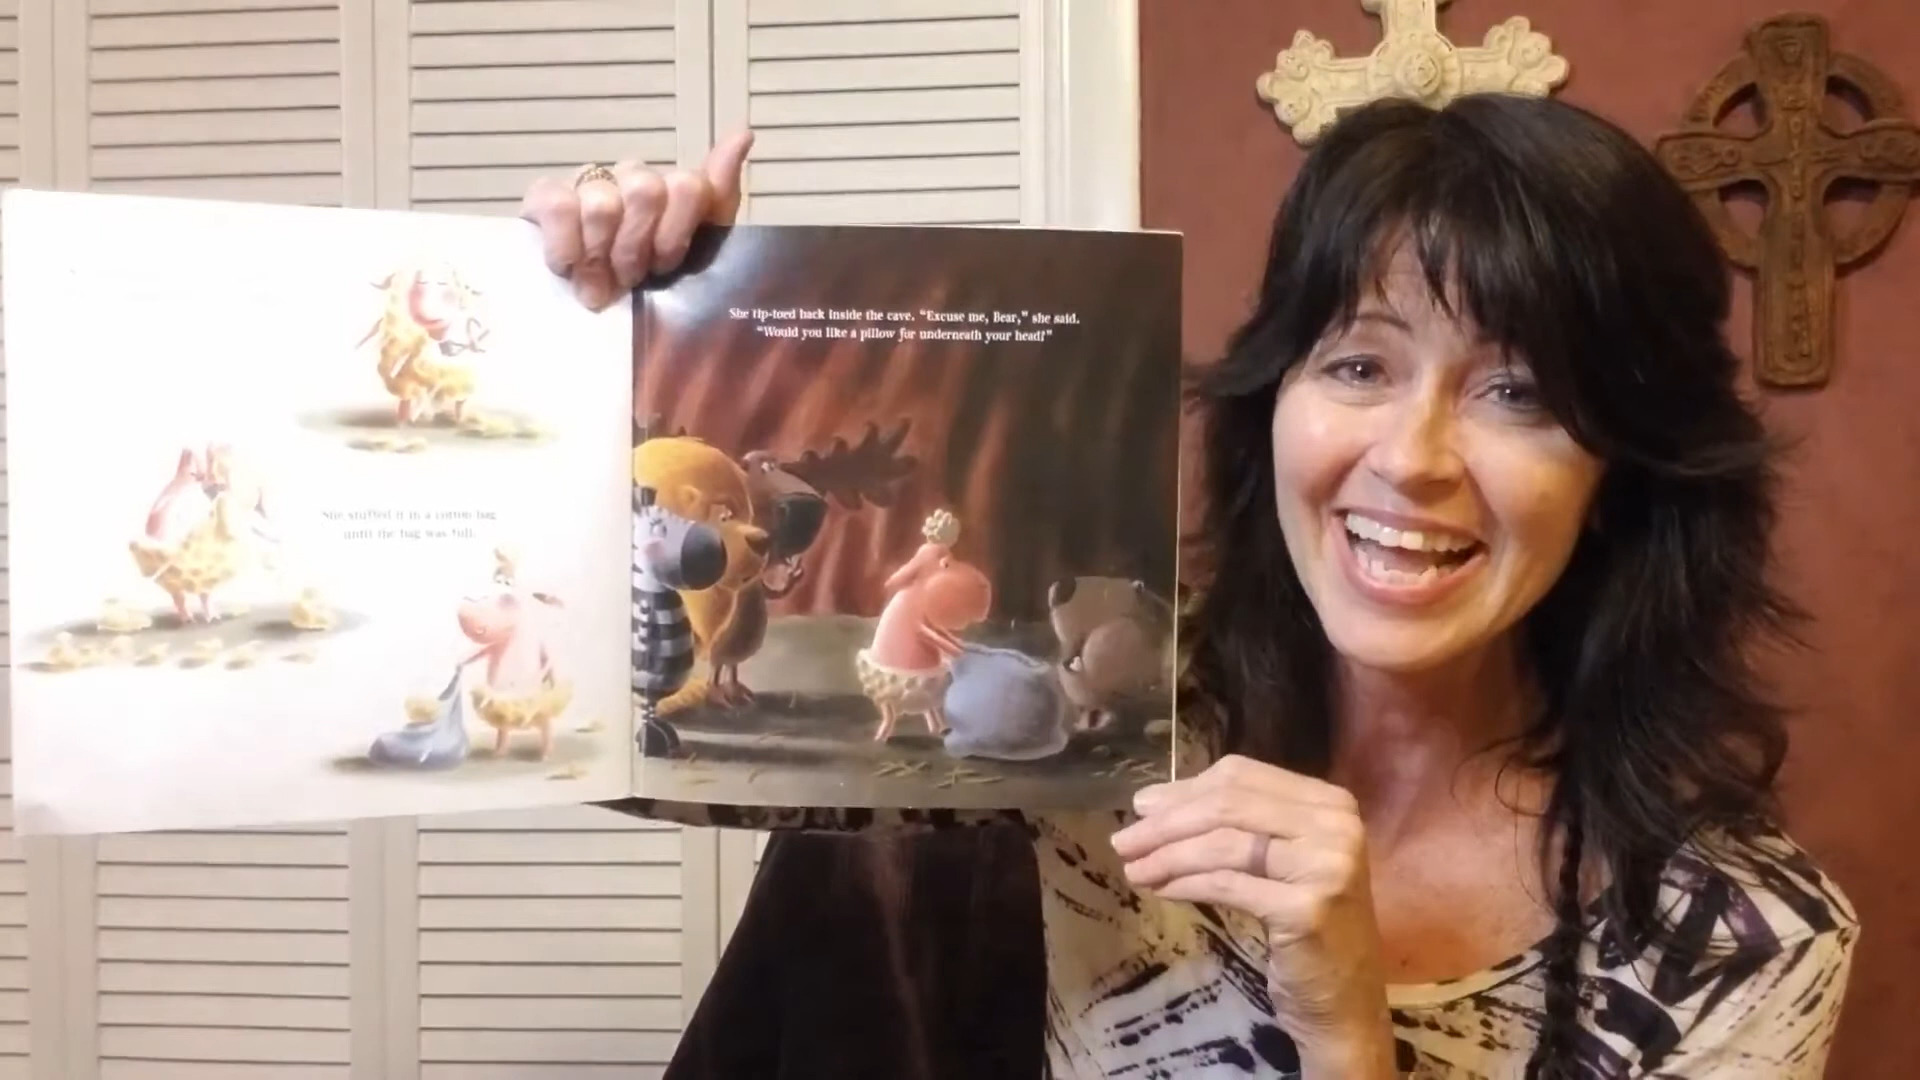 She stuffed it in a cotton bag
until the bag was full.
She tip-toed back inside the cave. "Excuse me, Bear," she said.
"Would you like a pillow for underneath your head?"